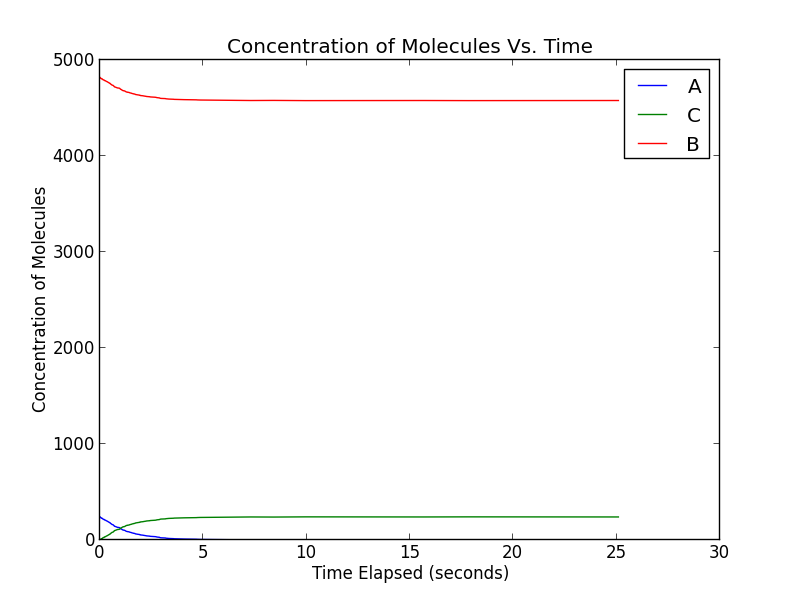 Concentration of Molecules Vs. Time
5000
4000
3000
2000
1000
0
Concentration of Molecules
A
C
B
0 5 10 15 20 25 30
Time Elapsed (seconds)